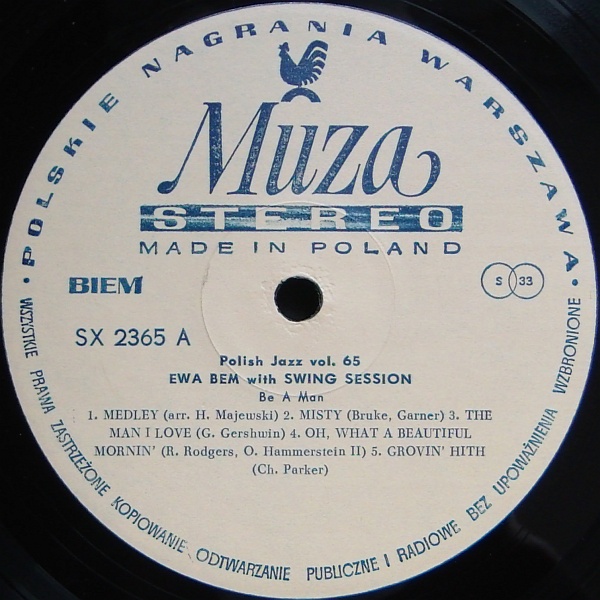 • POLSKIE NAGRANIA WARSZAWA •
Muza
STEREO
MADE IN POLAND
BIEM
S 33
SX 2365 A
Polish Jazz vol. 65
EWA BEM with SWING SESSION
Be A Man
1. MEDLEY (arr. H. Majewski) 2. MISTY (Bruke, Garner) 3. THE
MAN I LOVE (G. Gershwin) 4. OH, WHAT A BEAUTIFUL
MORNIN' (R. Rodgers, O. Hammerstein II) 5. GROVIN' HITH
(Ch. Parker)
WSZYSTKIE PRAWA ZASTRZEŻONE KOPIOWANIE, ODTWARZANIE PUBLICZNE I RADIOWE BEZ UPOWAŻNIENIA WZBRONIONE